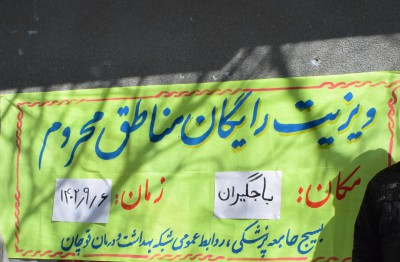 ویزیت رایگان مناطق محروم
مکان: باجگیران زمان: ۱۴۰۲/۹/۶
بسیج جامعه پزشکی، روابط عمومی شبکه بهداشت و درمان قوچان